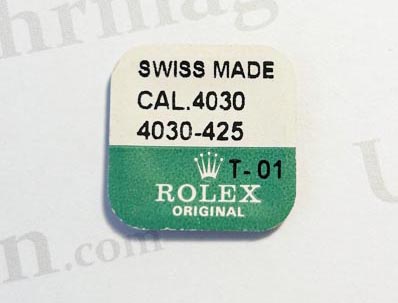 SWISS MADE
CAL.4030
4030-425
T-01
ROLEX
ORIGINAL